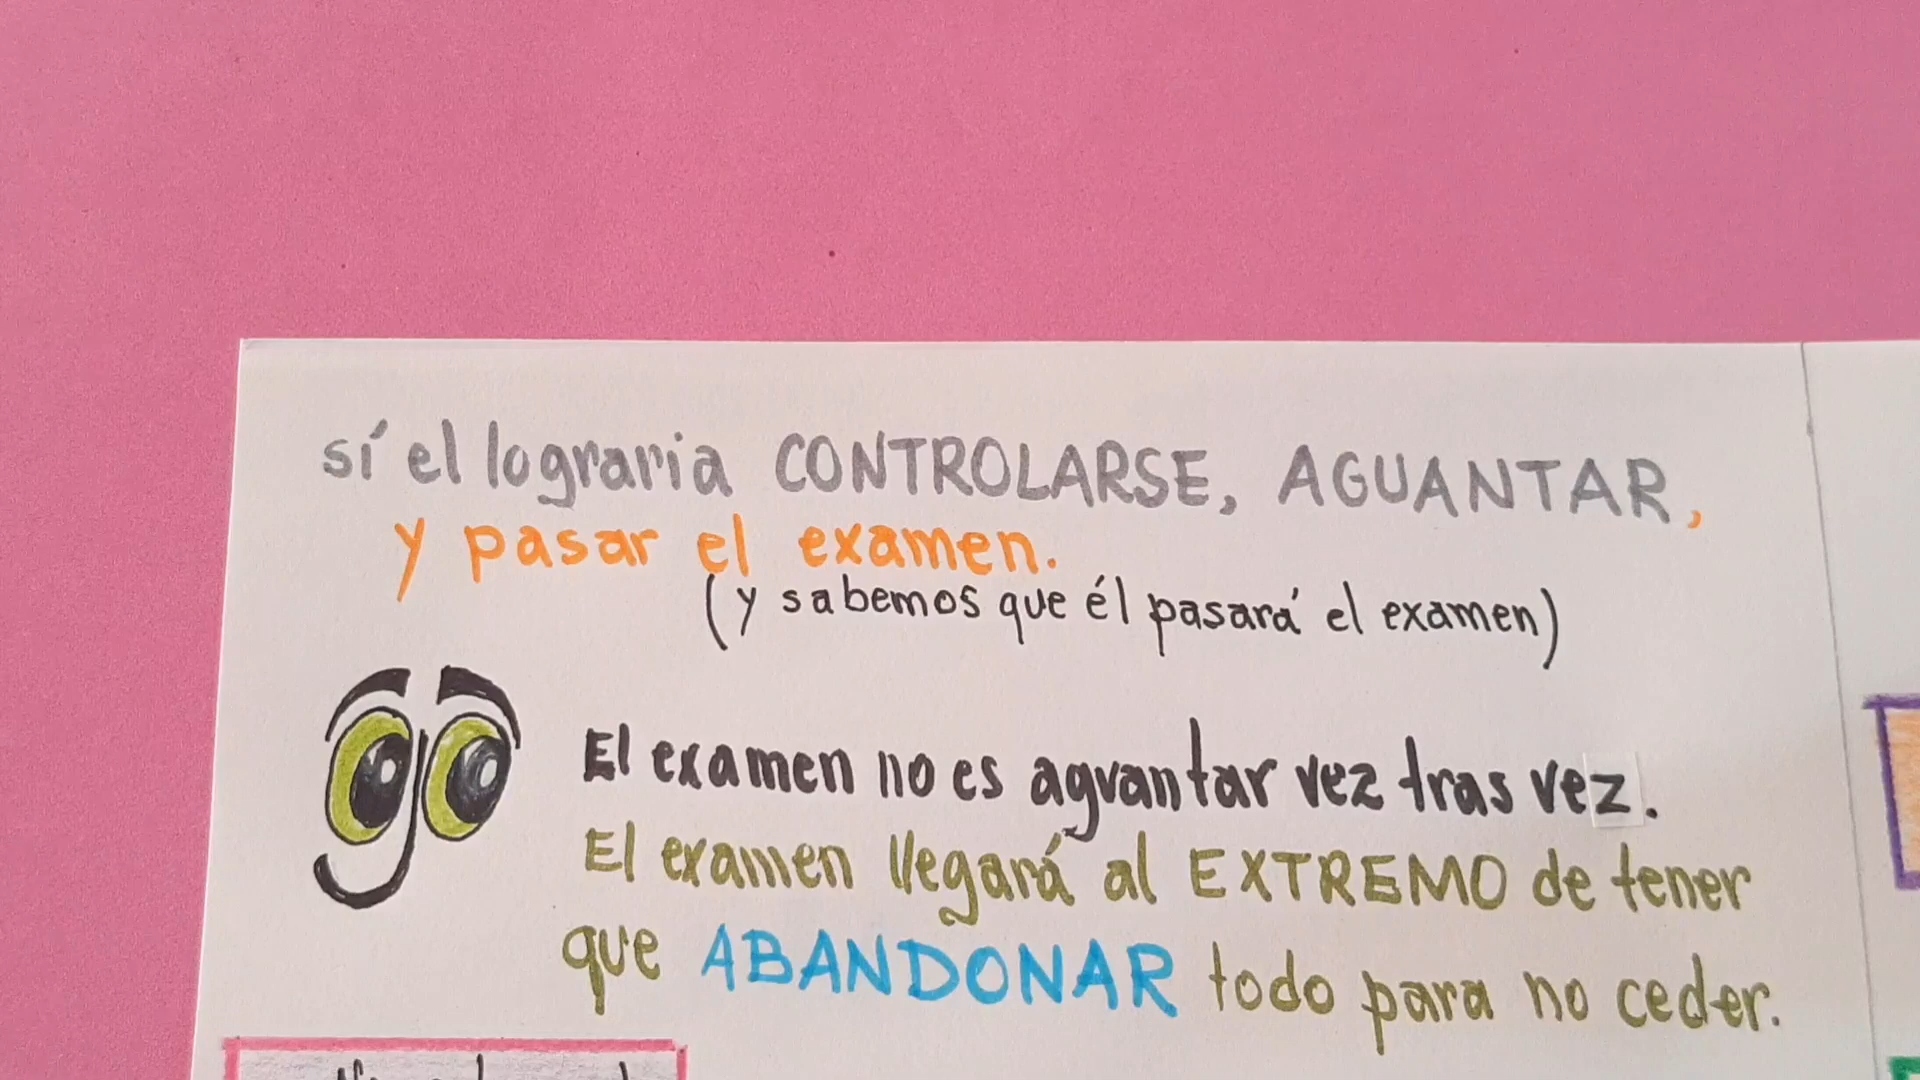 sí el lograria CONTROLARSE, AGUANTAR,
y pasar el examen.
(y sabemos que él pasará el examen)
El examen no es aguantar vez tras vez.
El examen llegará al EXTREMO de tener
que ABANDONAR todo para no ceder.